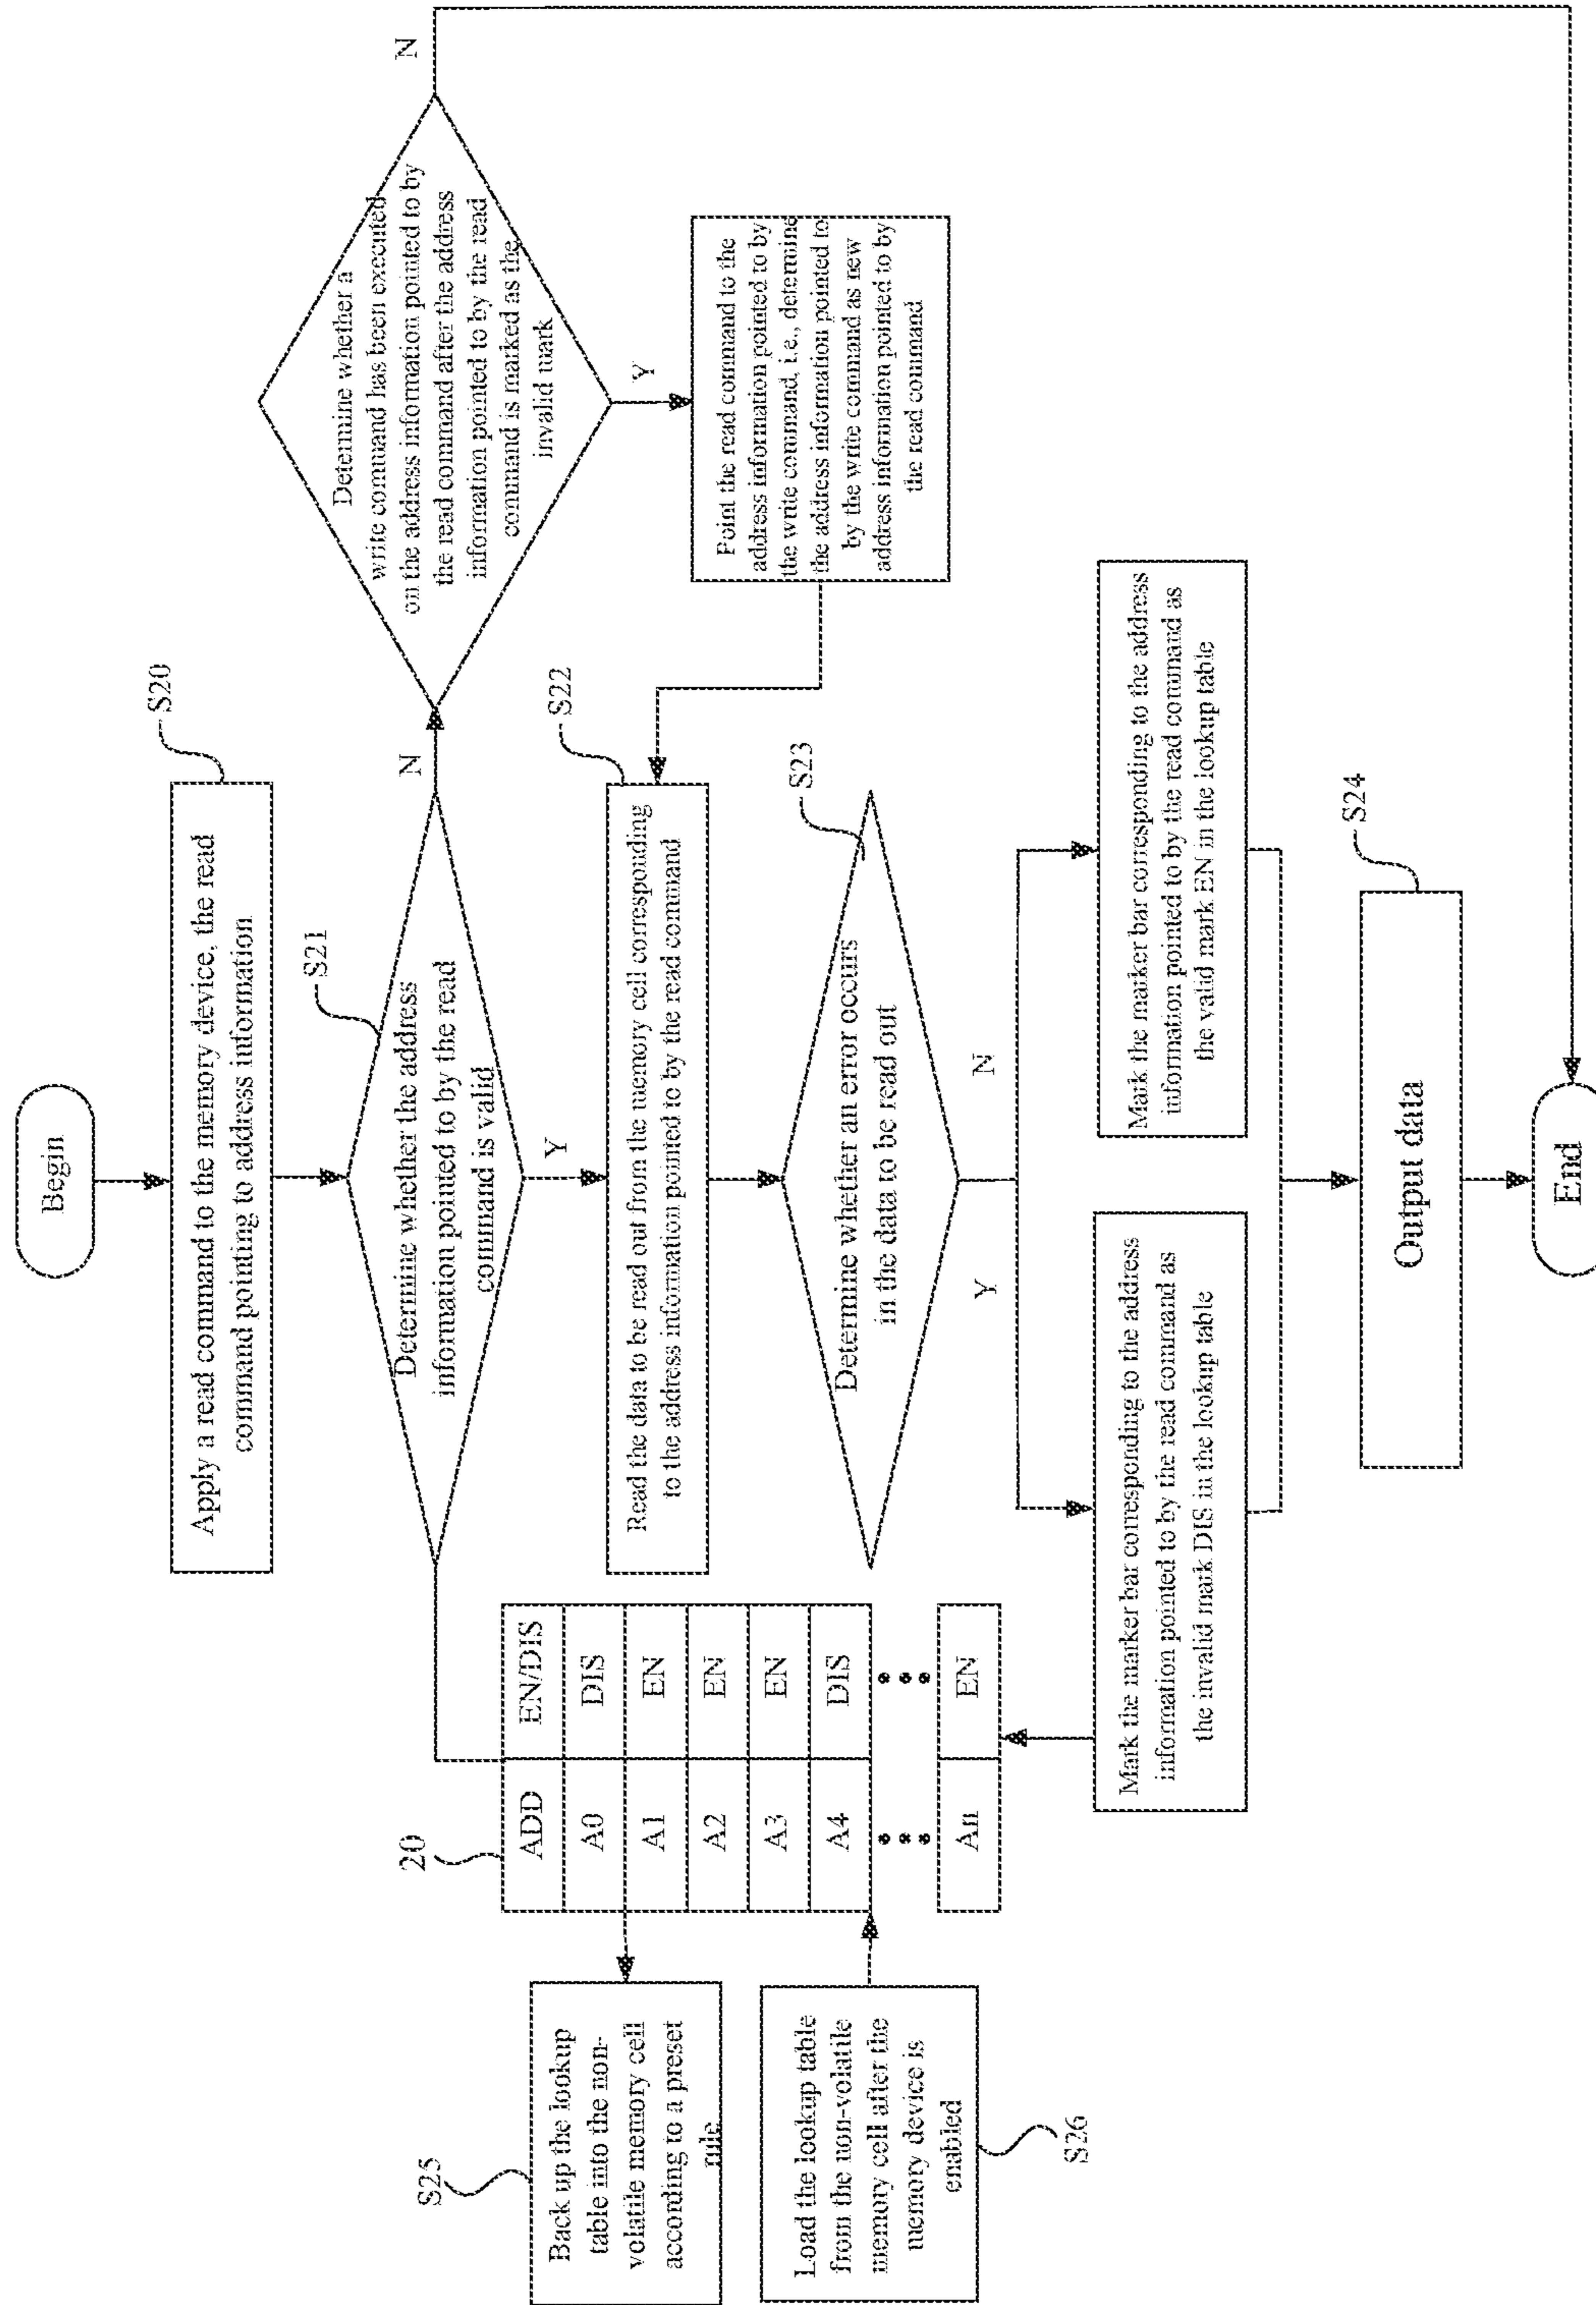 Begin
Apply a read command to the memory device, the read
command pointing to address information
S20
Determine whether the address
information pointed to by the read
command is valid
S21
N
Y
Determine whether a
write command has been executed
on the address information pointed to by
the read command after the address
information pointed to by the read
command is marked as the
invalid mark
N
Y
Point the read command to the
address information pointed to by
the write command, i.e., determine
the address information pointed to
by the write command as new
address information pointed to by
the read command
Read the data to be read out from the memory cell corresponding
to the address information pointed to by the read command
S22
Determine whether an error occurs
in the data to be read out
S23
Y
N
Mark the marker bar corresponding to the address
information pointed to by the read command as
the invalid mark DIS in the lookup table
Mark the marker bar corresponding to the address
information pointed to by the read command as
the valid mark EN in the lookup table
Output data
S24
End
20
ADD EN/DIS
A0 DIS
A1 EN
A2 EN
A3 EN
A4 DIS
An EN
S25
Back up the lookup
table into the non-
volatile memory cell
according to a preset
rule
Load the lookup table
from the non-volatile
memory cell after the
memory device is
enabled
S26